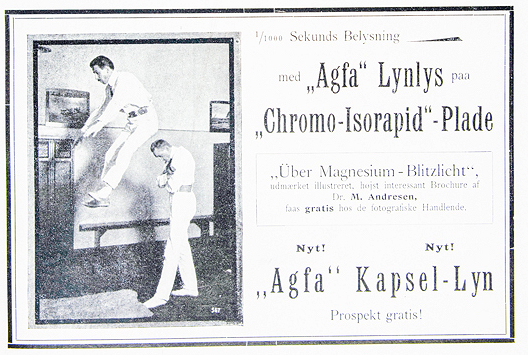 1/1000 Sekunds Belysning
med „Agfa“ Lynlys paa
„Chromo-Isorapid“-Plade
„Über Magnesium-Blitzlicht“,
udmærket illustreret, højst interessant Brochure af
Dr. M. Andresen,
faas gratis hos de fotografiske Handlende.
Nyt! Nyt!
„Agfa“ Kapsel-Lyn
Prospekt gratis!